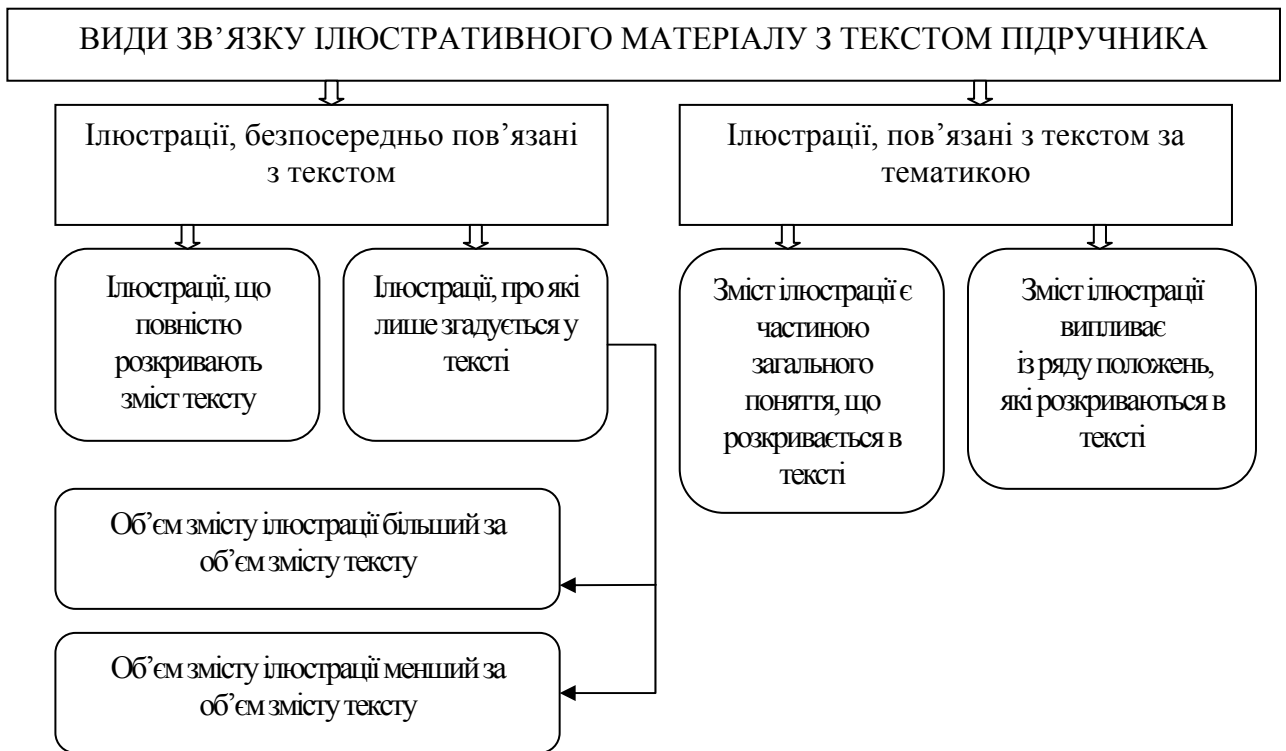 ВИДИ ЗВ’ЯЗКУ ІЛЮСТРАТИВНОГО МАТЕРІАЛУ З ТЕКСТОМ ПІДРУЧНИКА
Ілюстрації, безпосередньо пов’язані
з текстом
Ілюстрації, пов’язані з текстом за
тематикою
Ілюстрації, що
повністю
розкривають
зміст тексту
Ілюстрації, про які
лише згадується у
тексті
Зміст ілюстрації є
частиною
загального
поняття, що
розкривається в
тексті
Зміст ілюстрації
випливає
із ряду положень,
які розкриваються в
тексті
Об’єм змісту ілюстрації більший за
об’єм змісту тексту
Об’єм змісту ілюстрації менший за
об’єм змісту тексту